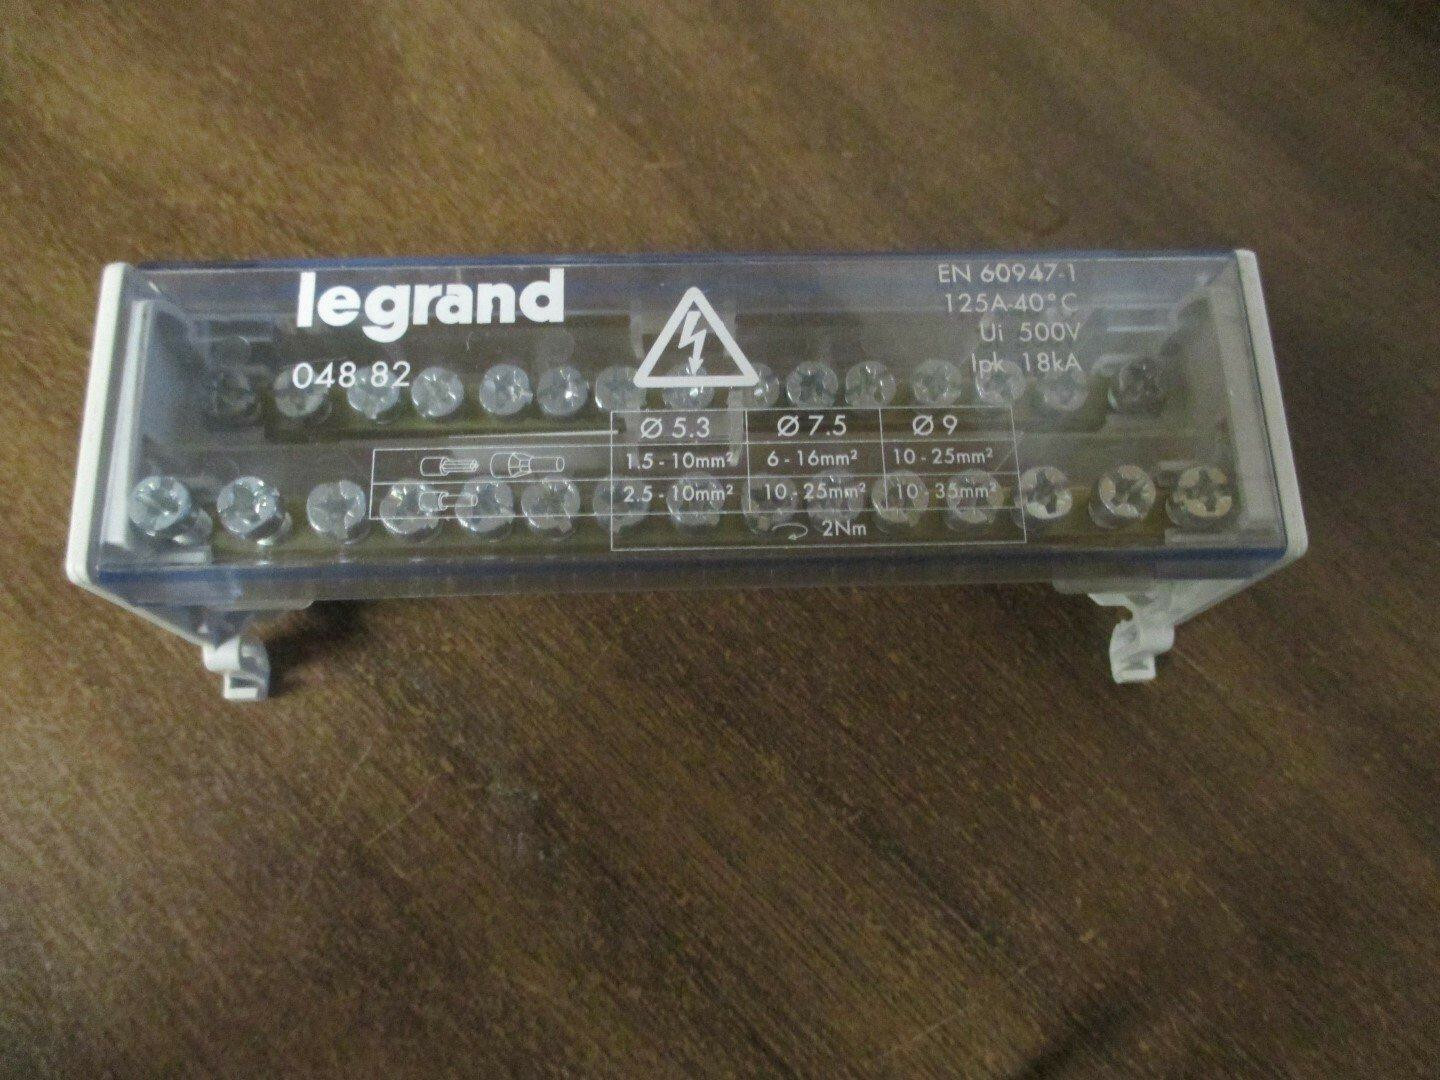 legrand
048 82
EN 60947-1
125A-40°C
Ui 500V
Ipk 18kA
Ø 5.3 Ø 7.5 Ø 9
1.5 - 10mm² 6 - 16mm² 10 - 25mm²
2.5 - 10mm² 10 - 25mm² 10 - 35mm²
2Nm